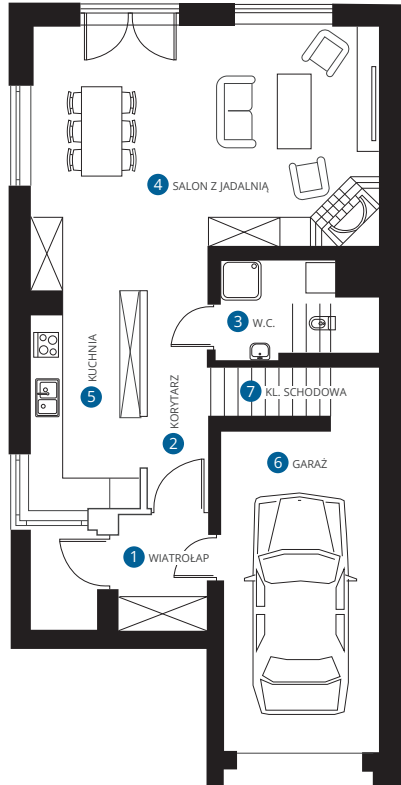 4 SALON Z JADALNIĄ
3 W.C.
5 KUCHNIA
7 KL. SCHODOWA
2 KORYTARZ
6 GARAŻ
1 WIATROŁAP